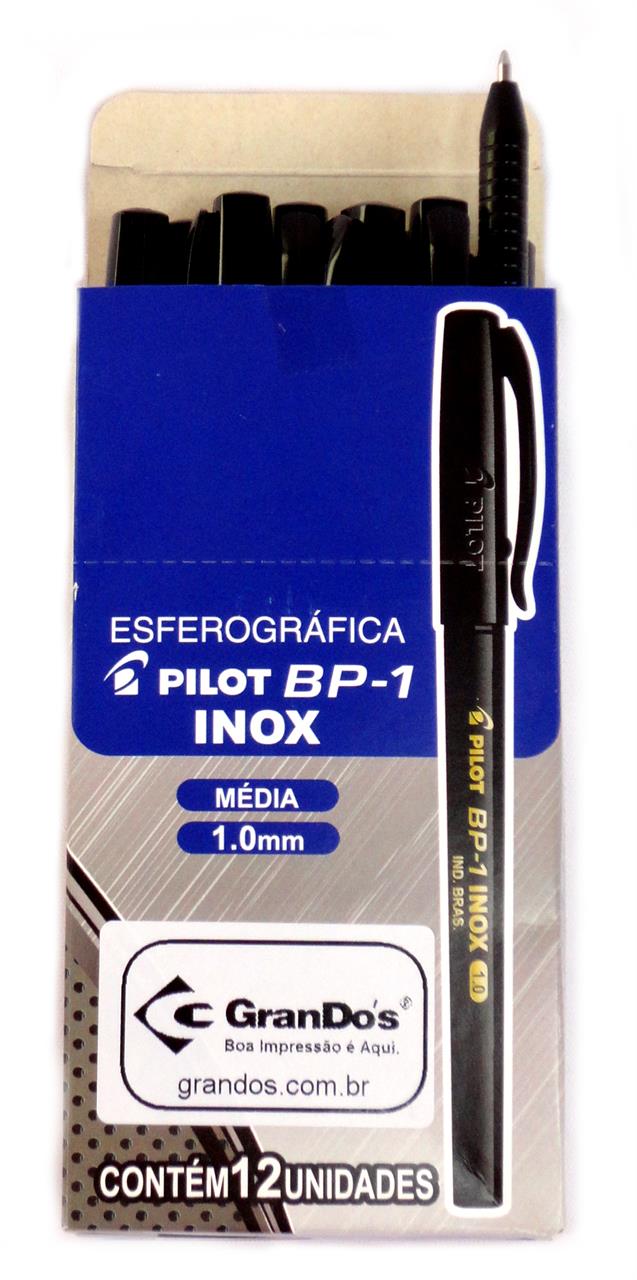 ESFEROGRÁFICA
PILOT BP-1
INOX
MÉDIA
1.0mm
PILOT
PILOT BP-1 INOX 1.0
IND. BRAS.
GranDo's®
Boa Impressão é Aqui.
grandos.com.br
CONTÉM 12 UNIDADES